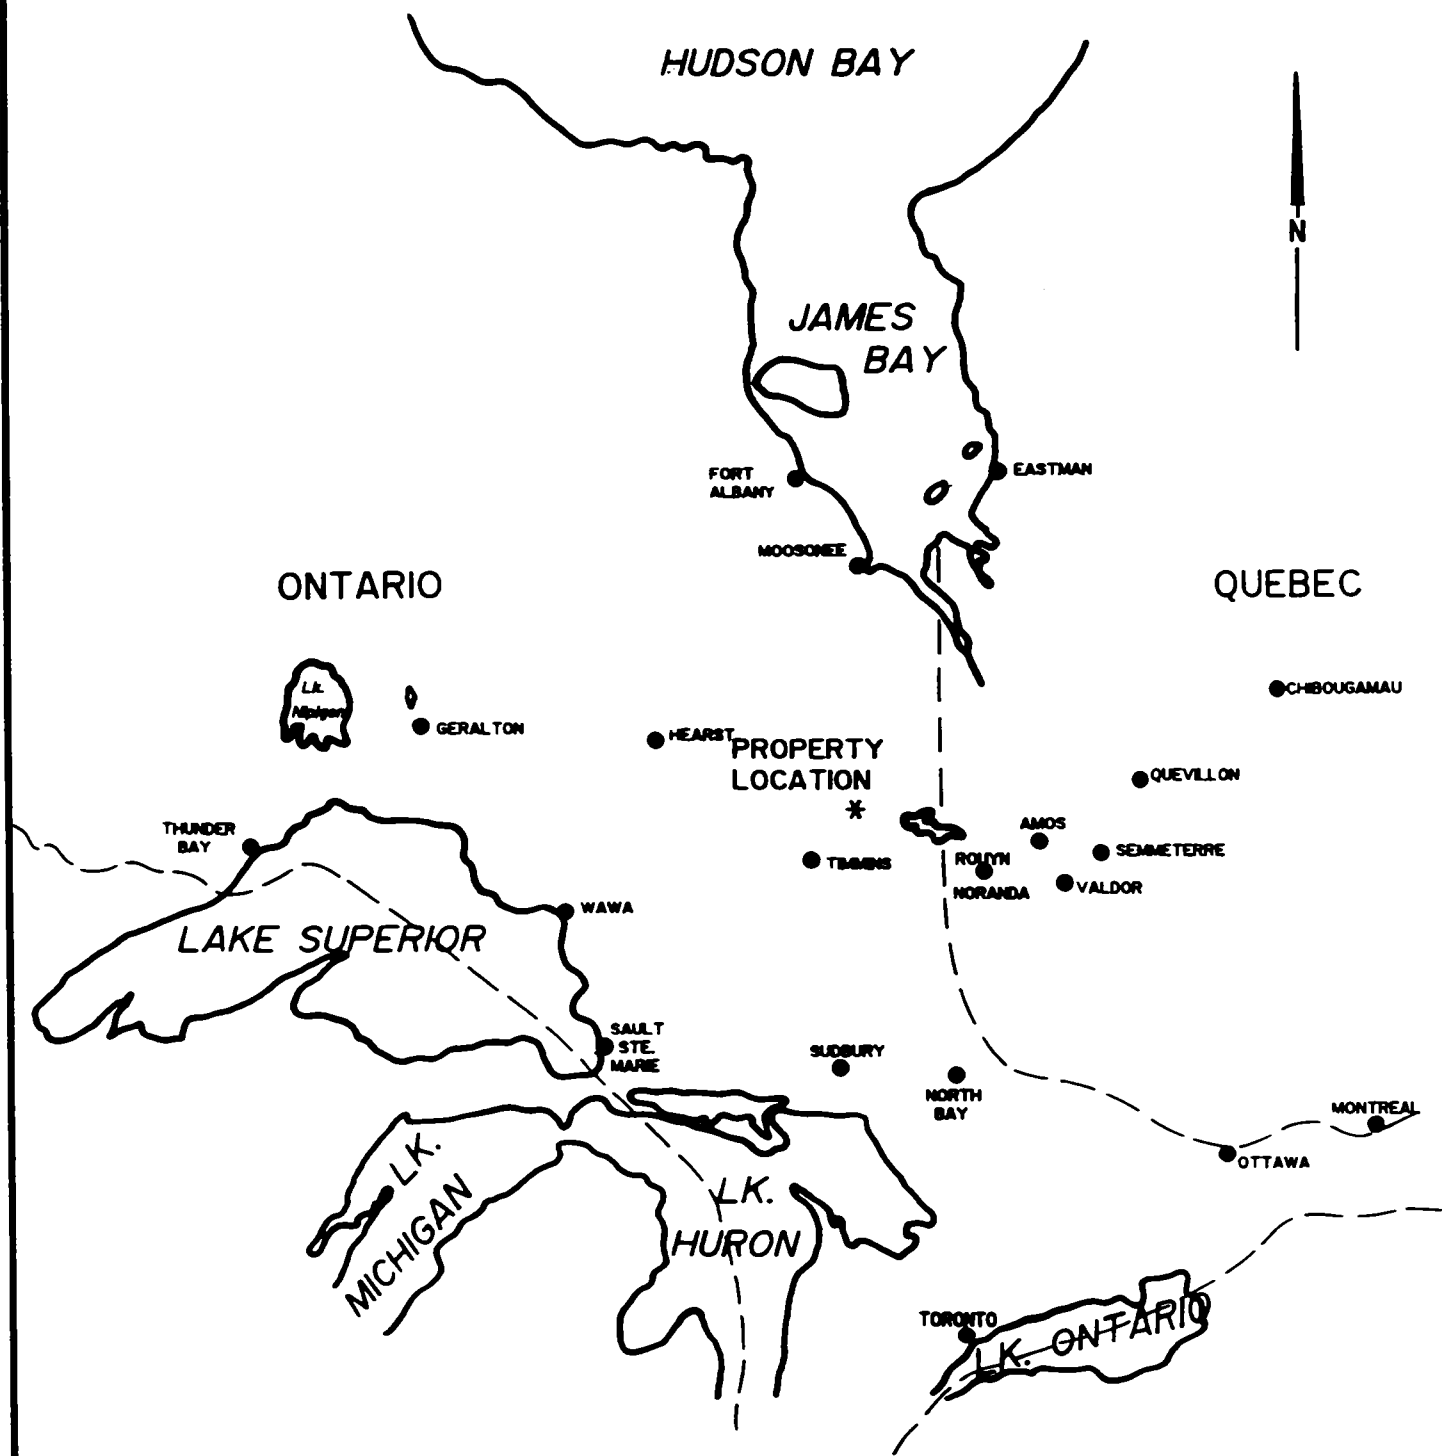 HUDSON BAY
N
JAMES
BAY
FORT
ALBANY
EASTMAN
MOOSONEE
ONTARIO
QUEBEC
Lk.
Nipigon
GERALTON
HEARST
PROPERTY
LOCATION
*
CHIBOUGAMAU
QUEVILLON
THUNDER
BAY
TIMMINS
AMOS
ROUYN
NORANDA
SEMMETERRE
VALDOR
WAWA
LAKE SUPERIOR
SAULT
STE.
MARIE
SUDBURY
NORTH
BAY
MONTREAL
OTTAWA
LK.
MICHIGAN
LK.
HURON
TORONTO
LK. ONTARIO